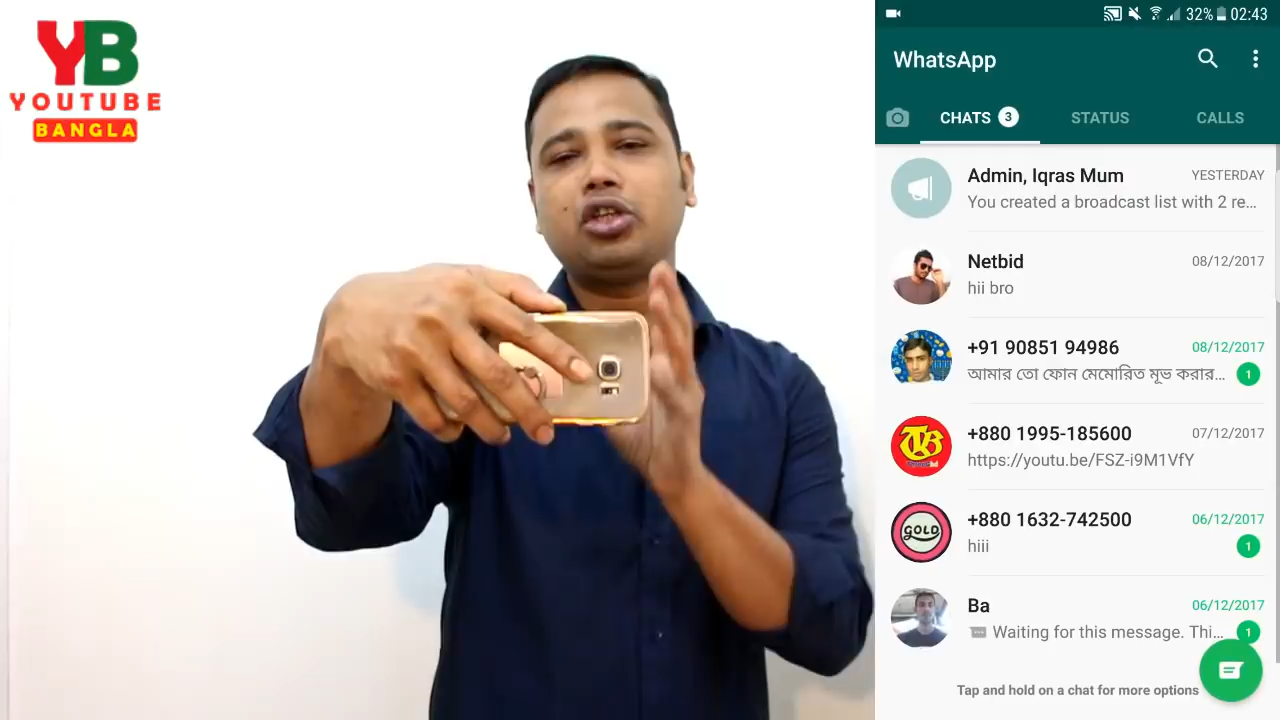 YB
YOUTUBE
BANGLA
32% 02:43
WhatsApp
CHATS 3 STATUS CALLS
Admin, Iqras Mum YESTERDAY
You created a broadcast list with 2 re...
Netbid 08/12/2017
hii bro
+91 90851 94986 08/12/2017
আমার তো ফোন মেমোরিত মূভ করার... 1
+880 1995-185600 07/12/2017
TB
https://youtu.be/FSZ-i9M1VfY
+880 1632-742500 06/12/2017
GOLD
hiii 1
Ba 06/12/2017
Waiting for this message. Thi... 1
Tap and hold on a chat for more options